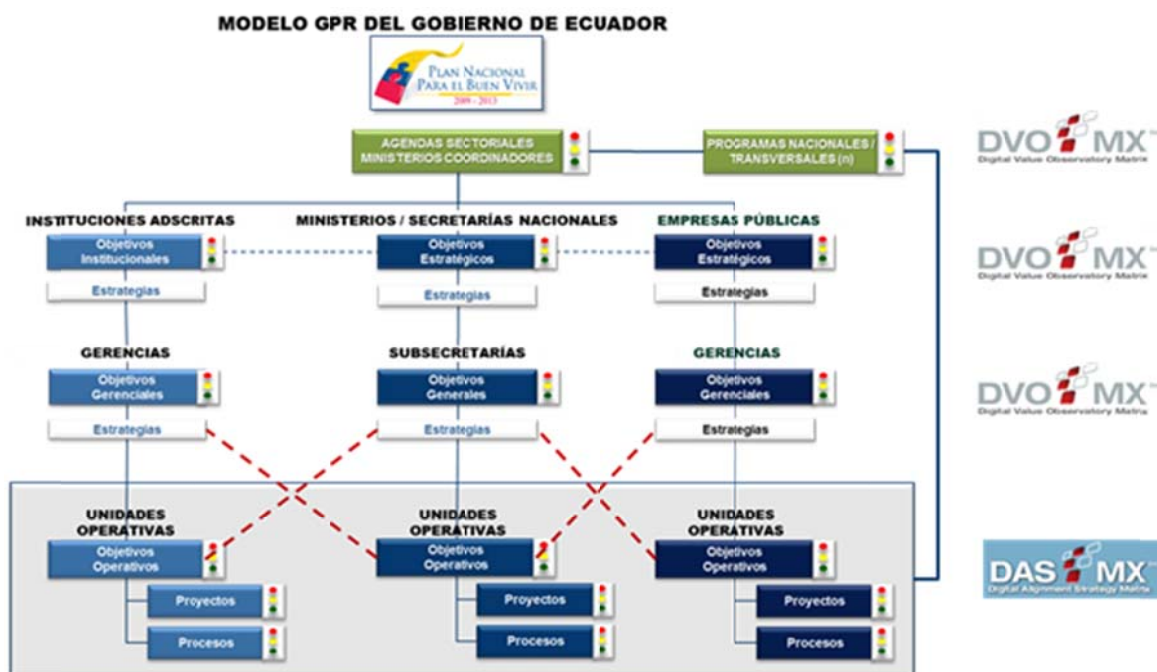 MODELO GPR DEL GOBIERNO DE ECUADOR
PLAN NACIONAL
PARA EL BUEN VIVIR
2009 - 2013
AGENDAS SECTORIALES
MINISTERIOS COORDINADORES
PROGRAMAS NACIONALES /
TRANSVERSALES (n)
DVO MX
Digital Value Observatory Matrix
INSTITUCIONES ADSCRITAS
MINISTERIOS / SECRETARÍAS NACIONALES
EMPRESAS PÚBLICAS
Objetivos
Institucionales
Objetivos
Estratégicos
Objetivos
Estratégicos
DVO MX
Digital Value Observatory Matrix
Estrategias
Estrategias
Estrategias
GERENCIAS
SUBSECRETARÍAS
GERENCIAS
Objetivos
Gerenciales
Objetivos
Generales
Objetivos
Gerenciales
DVO MX
Digital Value Observatory Matrix
Estrategias
Estrategias
Estrategias
UNIDADES
OPERATIVAS
UNIDADES
OPERATIVAS
UNIDADES
OPERATIVAS
Objetivos
Operativos
Objetivos
Operativos
Objetivos
Operativos
DAS MX
Digital Alignment Strategy Matrix
Proyectos
Proyectos
Proyectos
Procesos
Procesos
Procesos